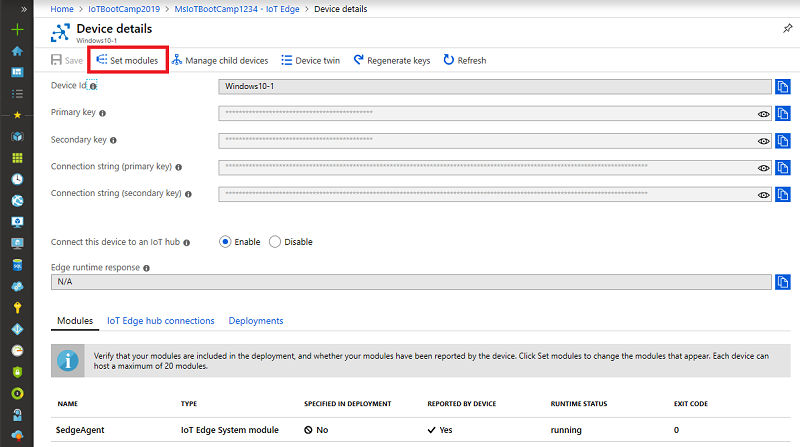 » Home > IoTBootCamp2019 > MsIoTBootCamp1234 - IoT Edge > Device details
Device details
Windows10-1
Save Set modules Manage child devices Device twin Regenerate keys Refresh
Device Id Windows10-1
Primary key ********************************************
Secondary key ********************************************
Connection string (primary key) ****************************************************************************************************************************
Connection string (secondary key) ****************************************************************************************************************************
Connect this device to an IoT hub Enable Disable
Edge runtime response
N/A
Modules IoT Edge hub connections Deployments
Verify that your modules are included in the deployment, and whether your modules have been reported by the device. Click Set modules to change the modules that appear. Each device can
host a maximum of 20 modules.
NAME TYPE SPECIFIED IN DEPLOYMENT REPORTED BY DEVICE RUNTIME STATUS EXIT CODE
$edgeAgent IoT Edge System module No Yes running 0